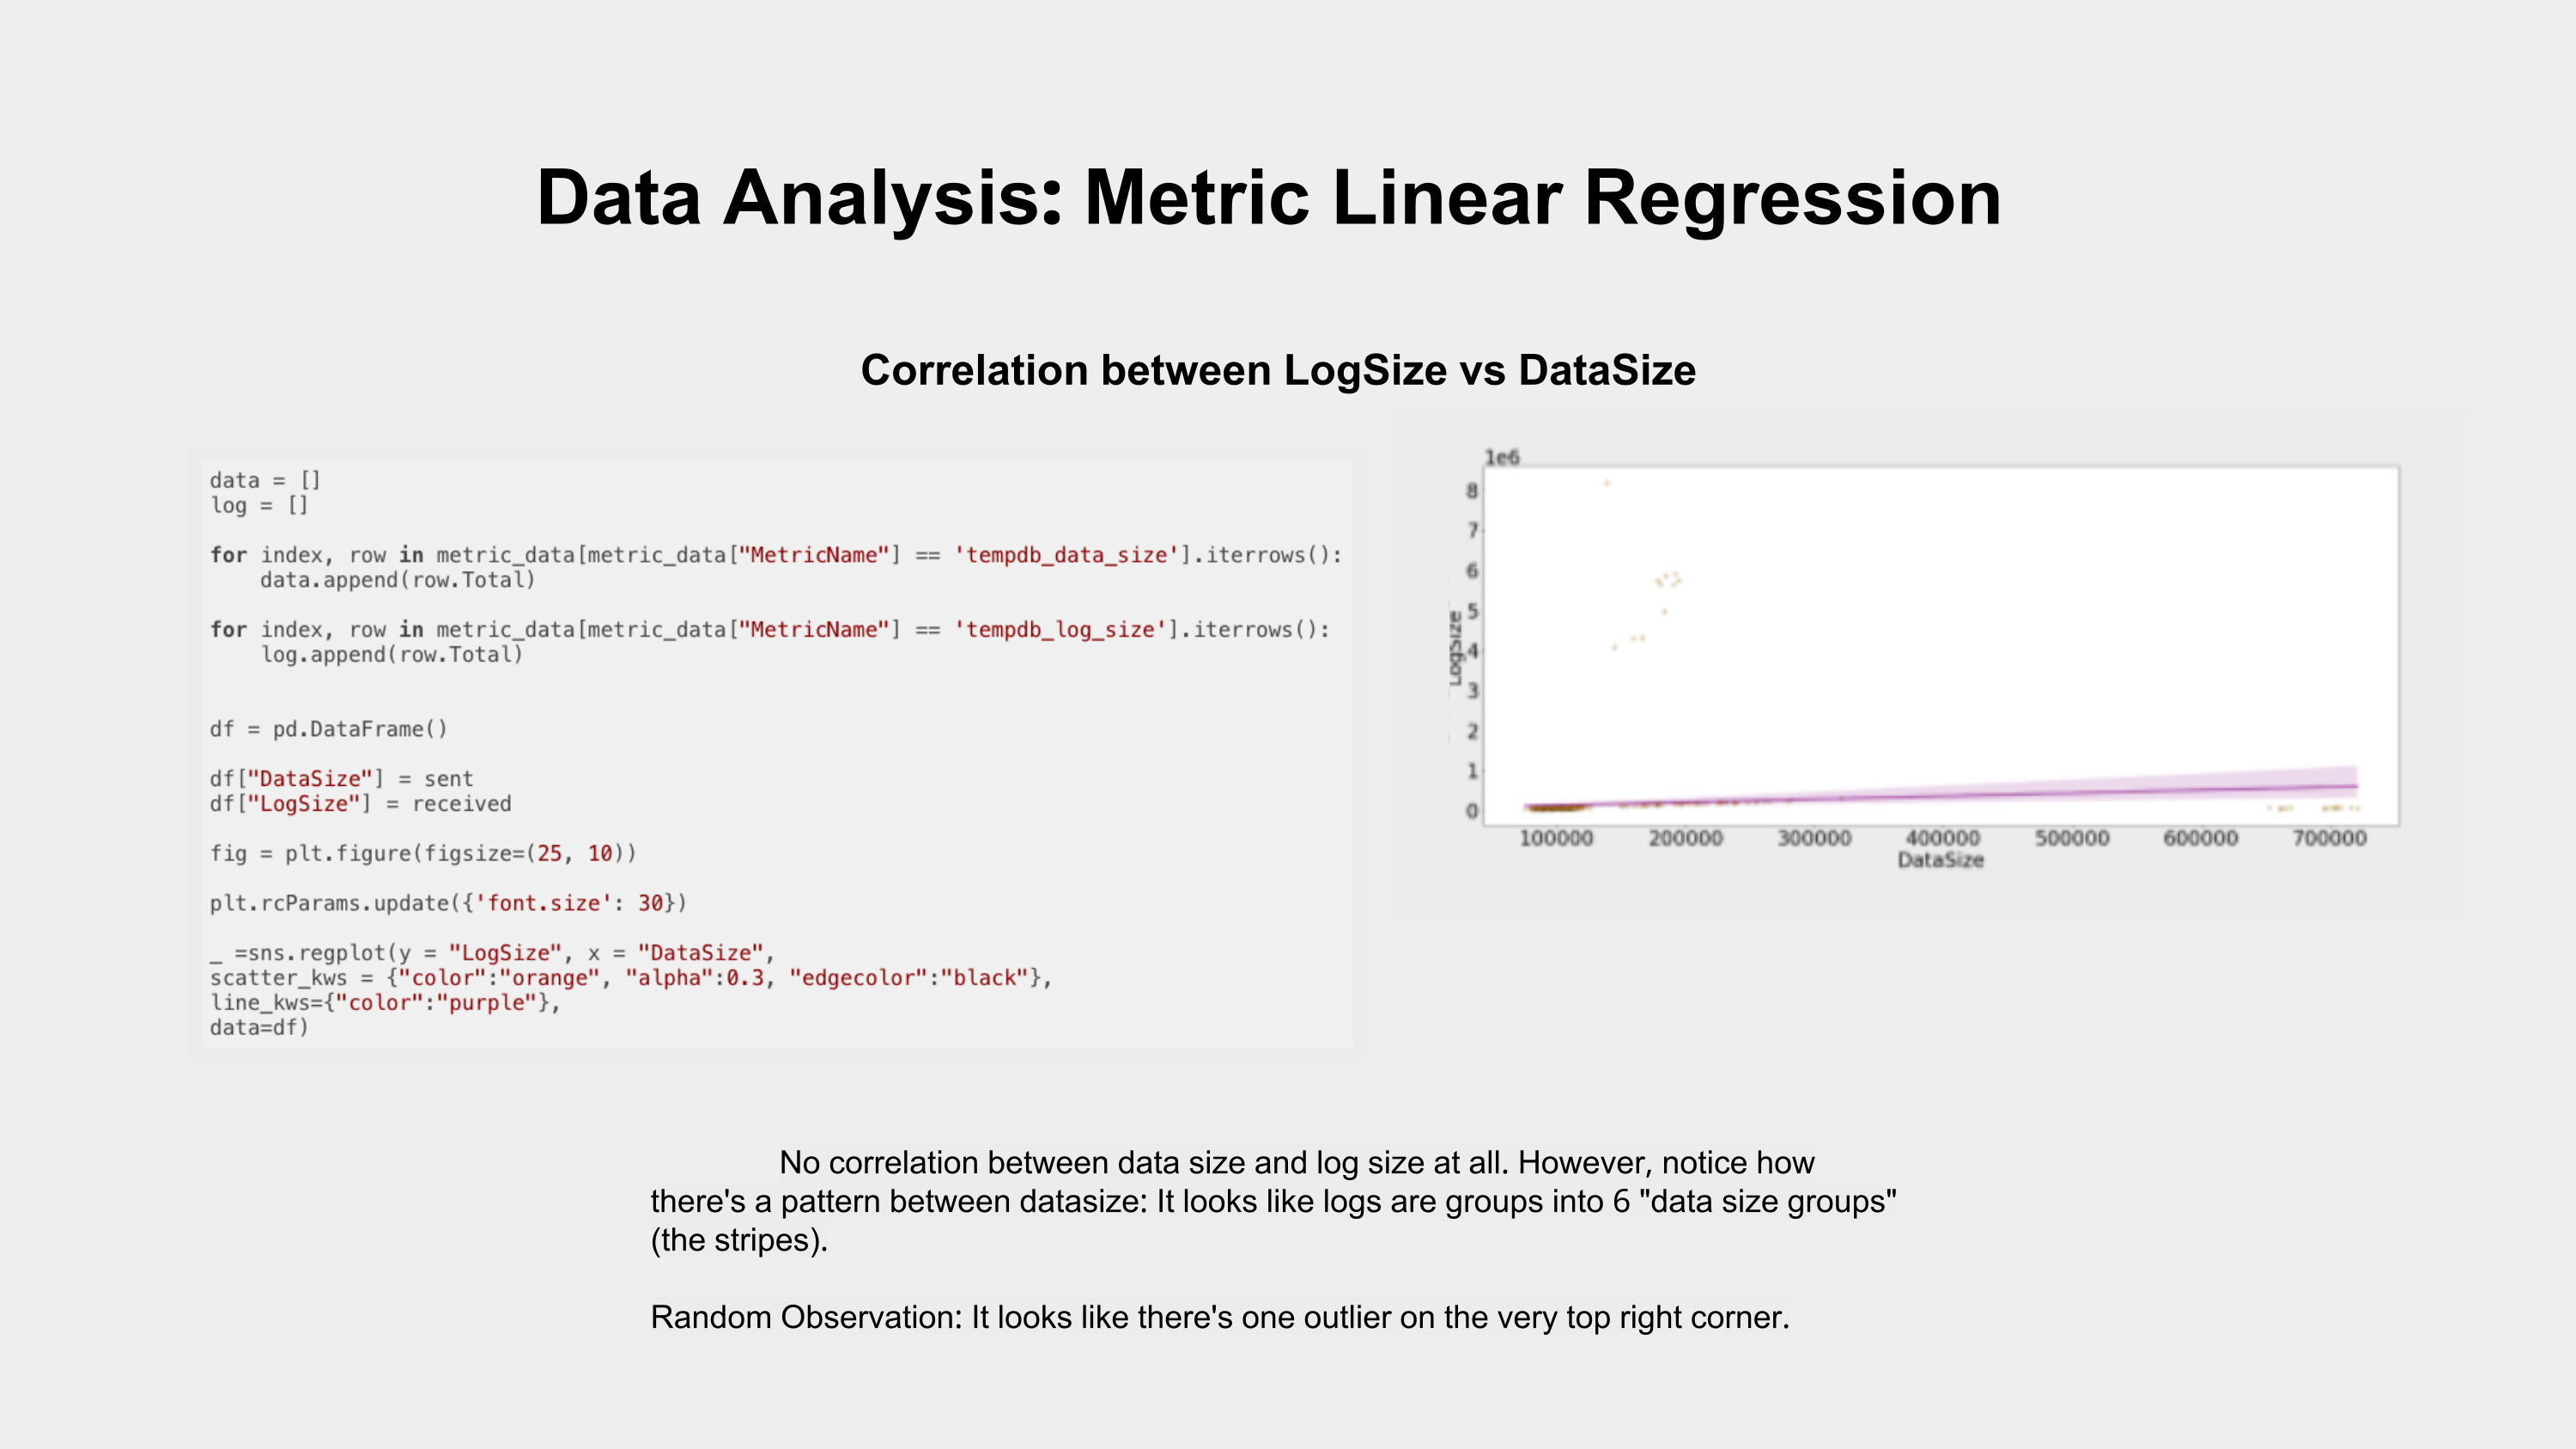 Data Analysis: Metric Linear Regression
Correlation between LogSize vs DataSize
data = []
log = []
for index, row in metric_data[metric_data["MetricName"] == 'tempdb_data_size'].iterrows():
    data.append(row.Total)
for index, row in metric_data[metric_data["MetricName"] == 'tempdb_log_size'].iterrows():
    log.append(row.Total)
df = pd.DataFrame()
df["DataSize"] = sent
df["LogSize"] = received
fig = plt.figure(figsize=(25, 10))
plt.rcParams.update({'font.size': 30})
_ =sns.regplot(y = "LogSize", x = "DataSize",
scatter_kws = {"color":"orange", "alpha":0.3, "edgecolor":"black"},
line_kws={"color":"purple"},
data=df)
1e6
8
7
6
5
4
3
2
1
0
LogSize
100000 200000 300000 400000 500000 600000 700000
DataSize
No correlation between data size and log size at all. However, notice how
there's a pattern between datasize: It looks like logs are groups into 6 "data size groups"
(the stripes).
Random Observation: It looks like there's one outlier on the very top right corner.